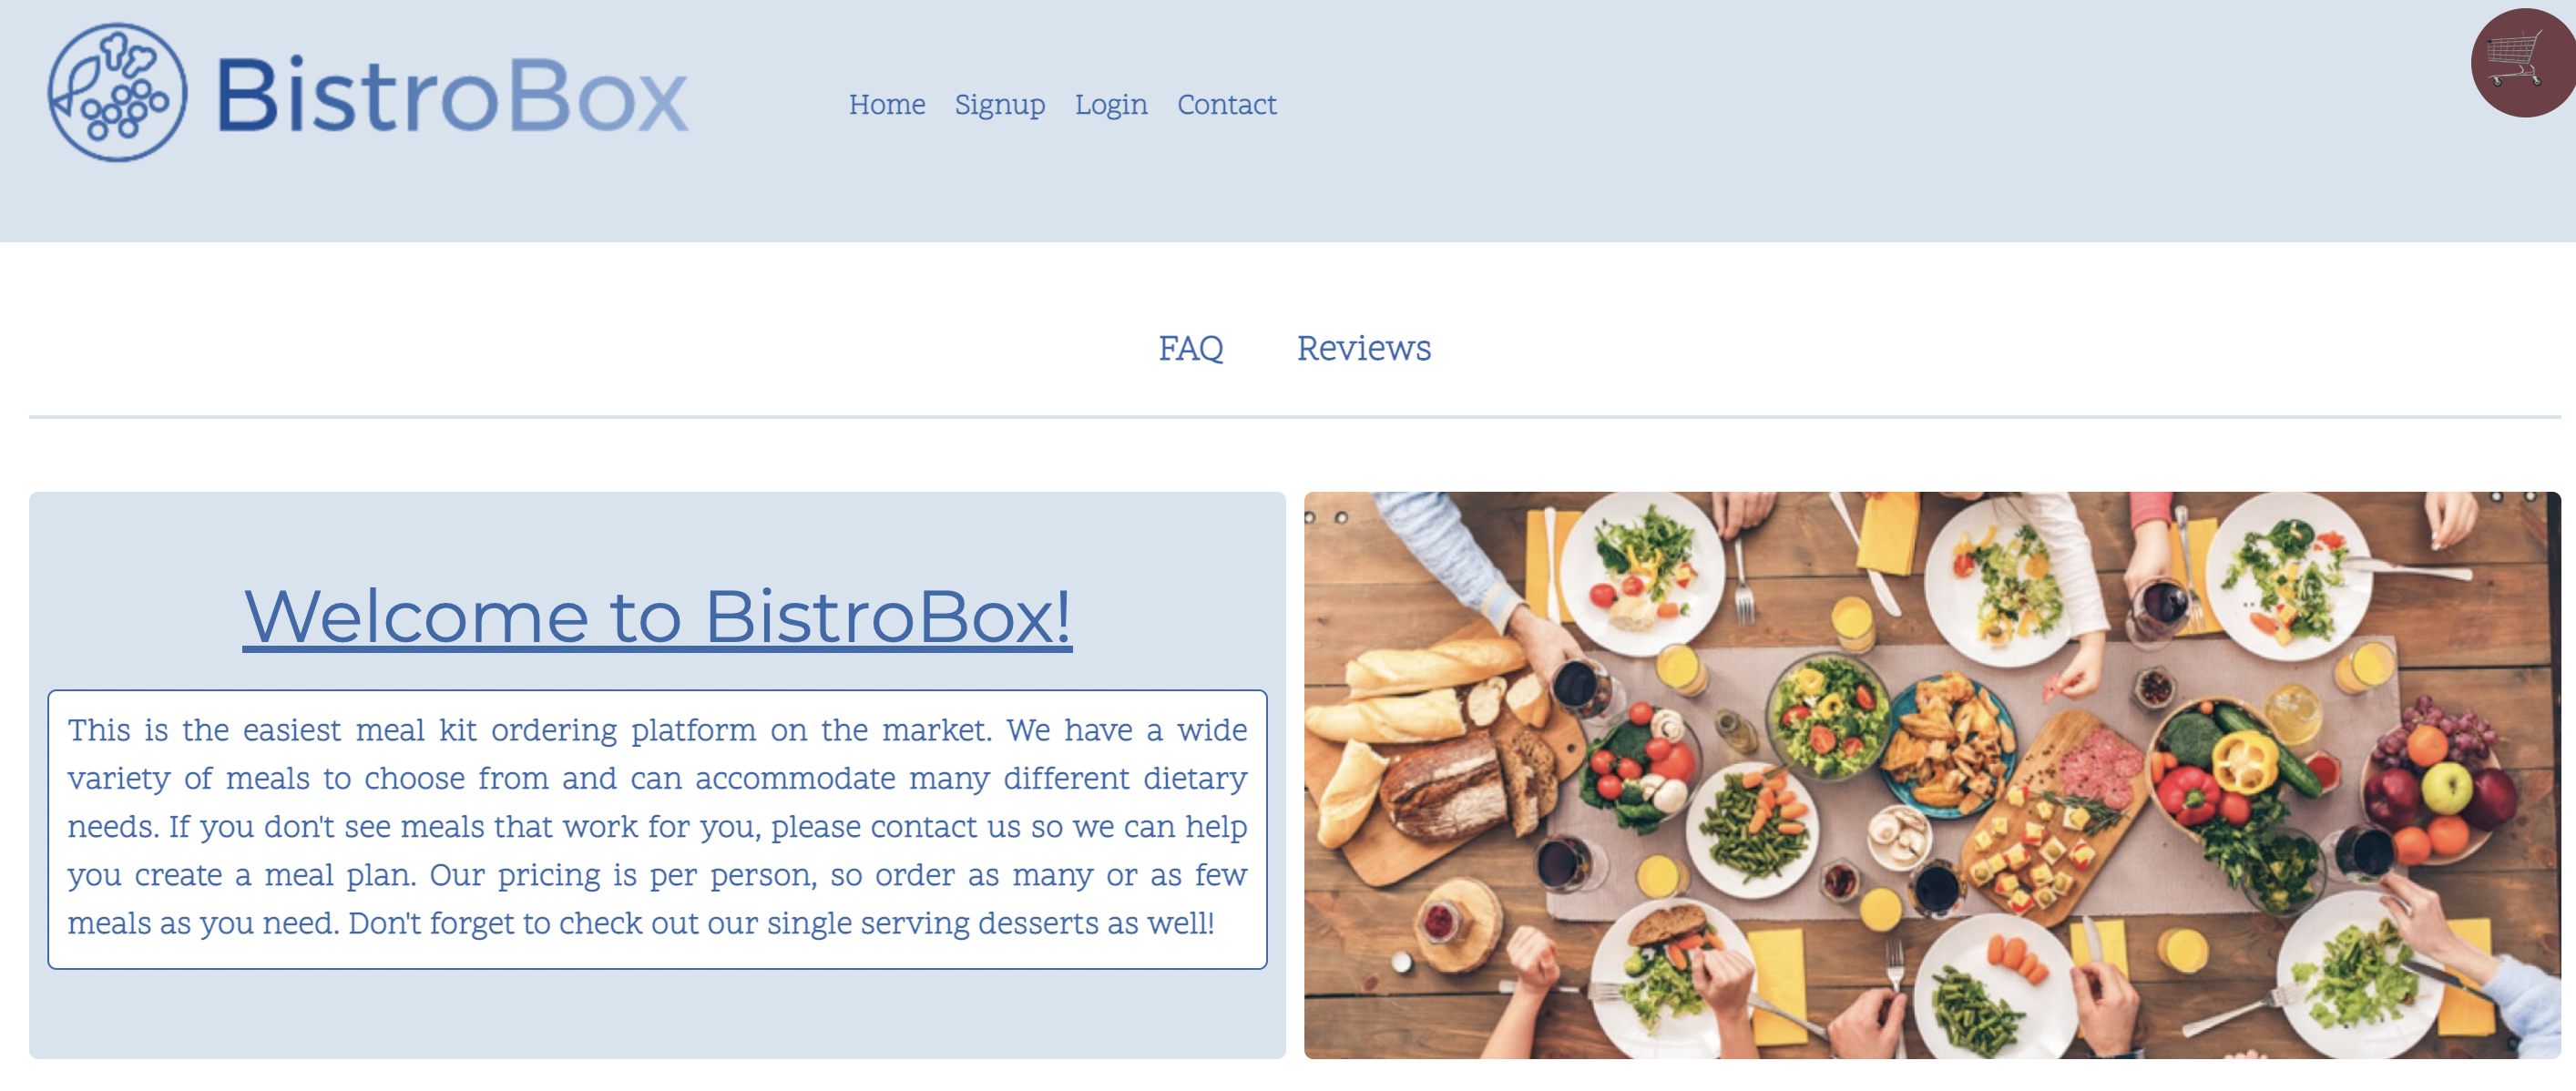 BistroBox
Home Signup Login Contact
FAQ Reviews
Welcome to BistroBox!
This is the easiest meal kit ordering platform on the market. We have a wide
variety of meals to choose from and can accommodate many different dietary
needs. If you don't see meals that work for you, please contact us so we can help
you create a meal plan. Our pricing is per person, so order as many or as few
meals as you need. Don't forget to check out our single serving desserts as well!